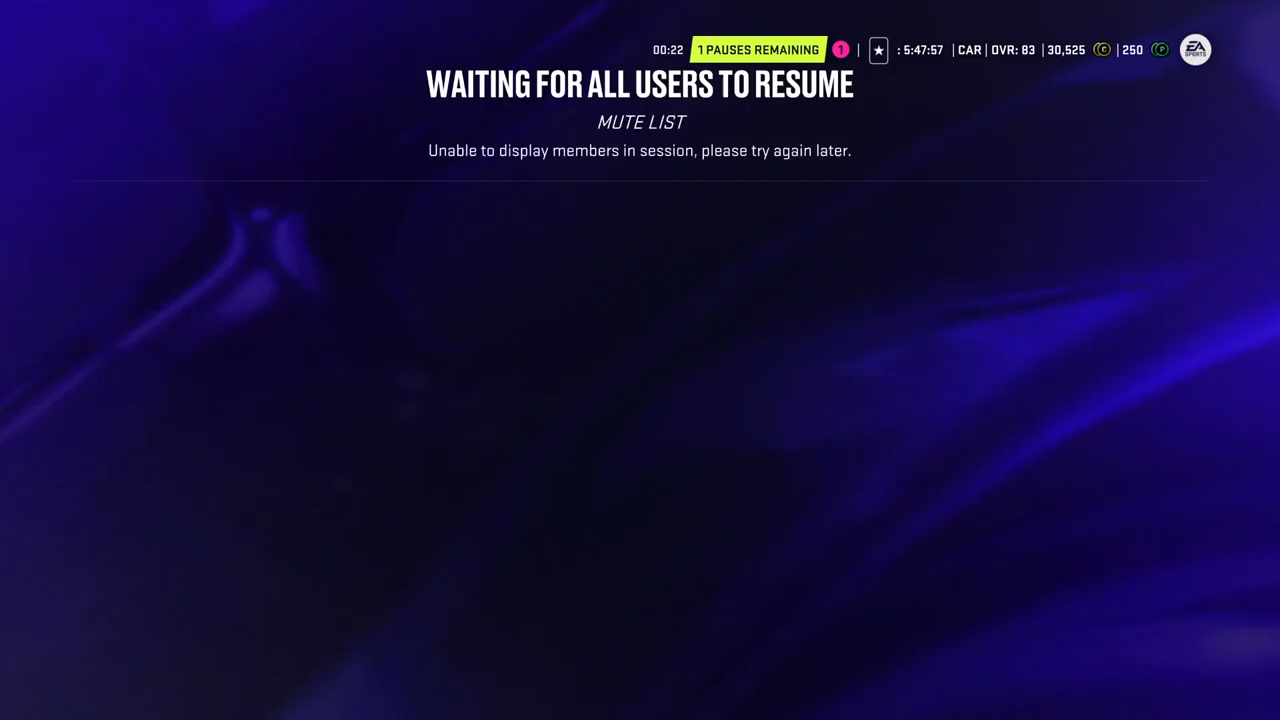 00:22 1 PAUSES REMAINING 1 | ★ : 5:47:57 | CAR | OVR: 83 | 30,525 C | 250 P EA SPORTS
WAITING FOR ALL USERS TO RESUME
MUTE LIST
Unable to display members in session, please try again later.